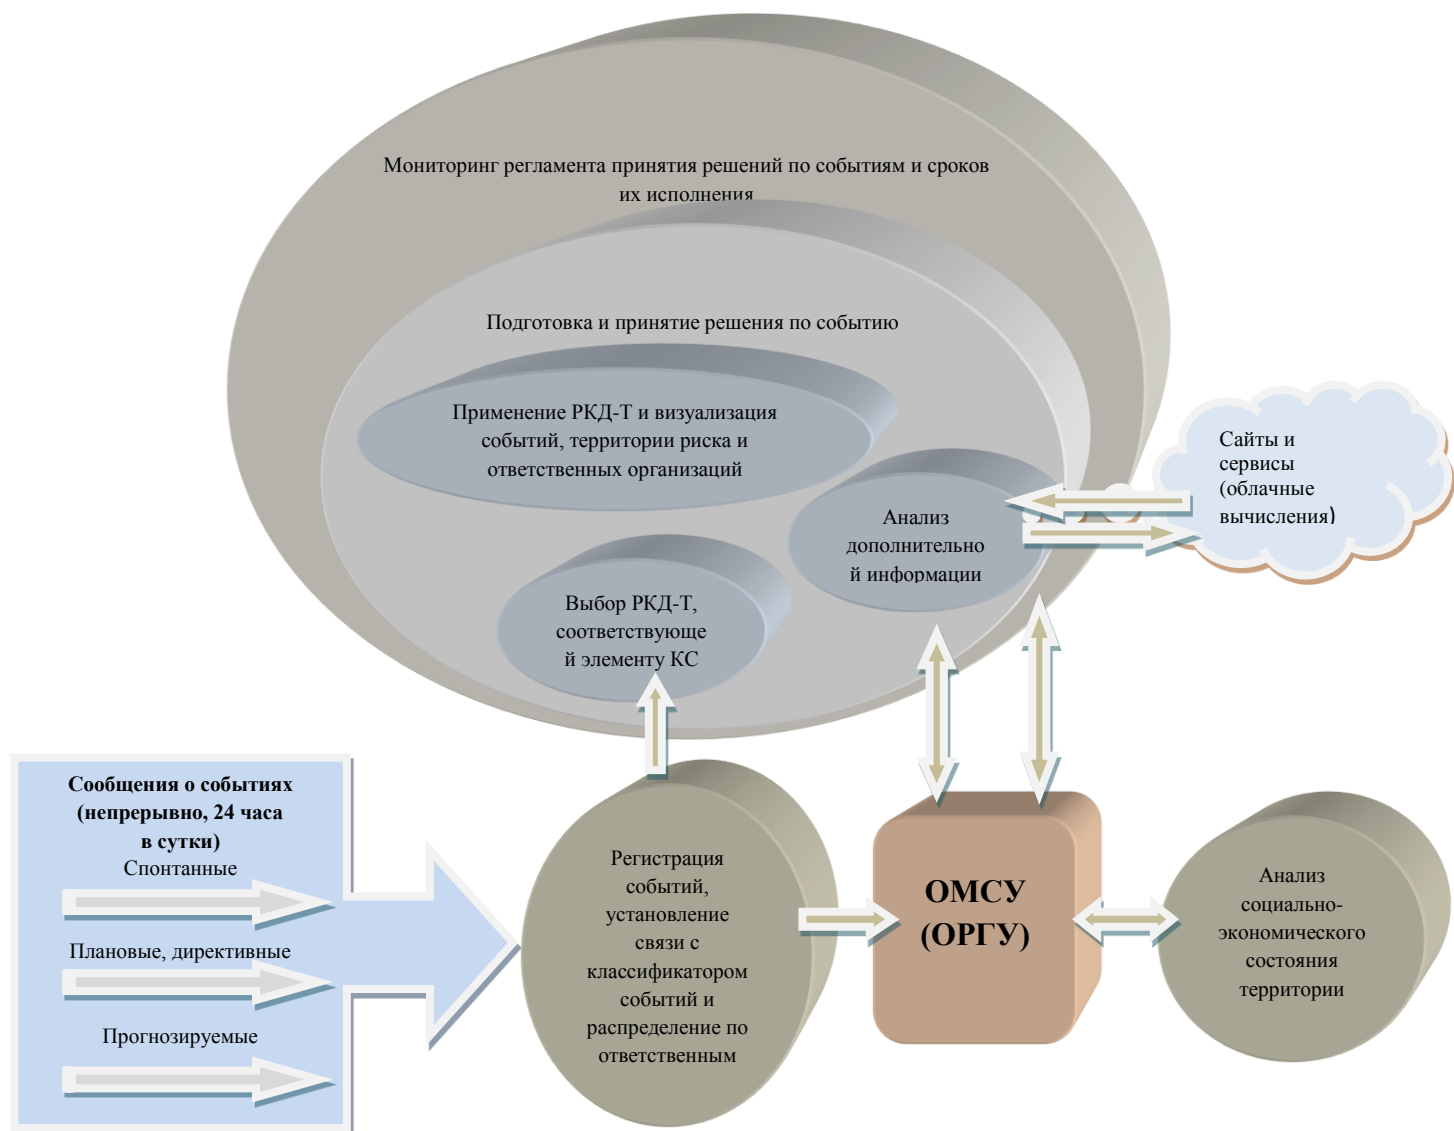 Мониторинг регламента принятия решений по событиям и сроков
их исполнения
Подготовка и принятие решения по событию
Применение РКД-Т и визуализация
событий, территории риска и
ответственных организаций
Сайты и
сервисы
(облачные
вычисления)
Анализ
дополнительно
й информации
Выбор РКД-Т,
соответствующе
й элементу КС
Сообщения о событиях
(непрерывно, 24 часа
в сутки)
Спонтанные
Плановые, директивные
Прогнозируемые
Регистрация
событий,
установление
связи с
классификатором
событий и
распределение по
ответственным
ОМСУ
(ОРГУ)
Анализ
социально-
экономического
состояния
территории